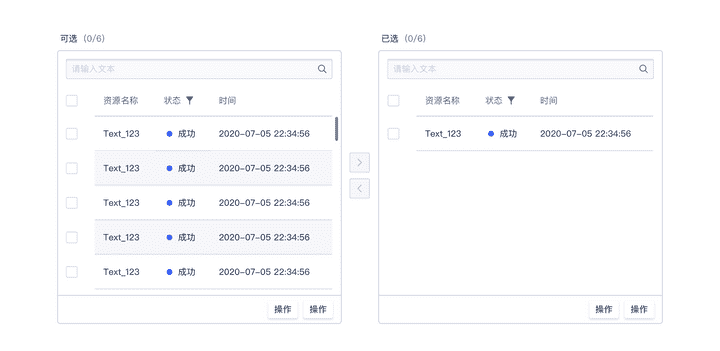 可选 (0/6)
请输入文本
资源名称 状态 时间
Text_123 成功 2020-07-05 22:34:56
Text_123 成功 2020-07-05 22:34:56
Text_123 成功 2020-07-05 22:34:56
Text_123 成功 2020-07-05 22:34:56
Text_123 成功 2020-07-05 22:34:56
操作 操作
已选 (0/6)
请输入文本
资源名称 状态 时间
Text_123 成功 2020-07-05 22:34:56
操作 操作